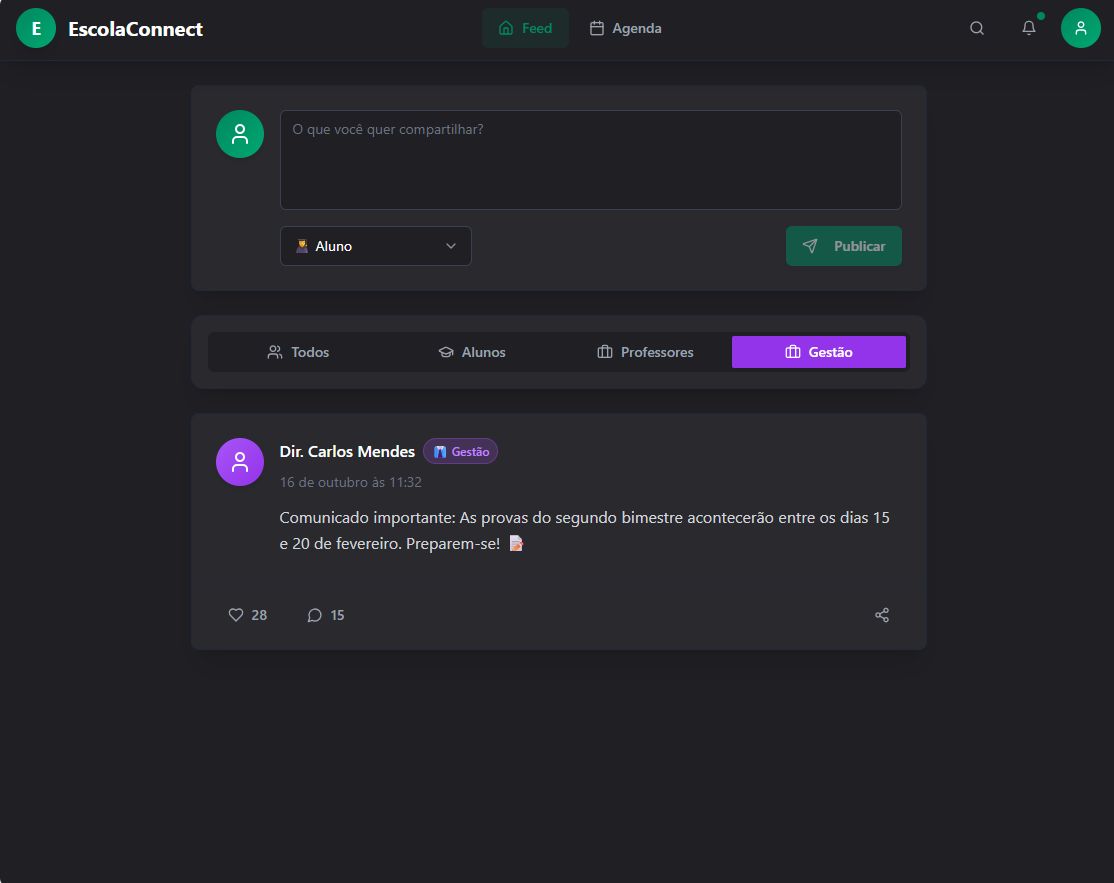 E EscolaConnect Feed Agenda
O que você quer compartilhar?
Aluno Publicar
Todos Alunos Professores Gestão
Dir. Carlos Mendes Gestão
16 de outubro às 11:32
Comunicado importante: As provas do segundo bimestre acontecerão entre os dias 15
e 20 de fevereiro. Preparem-se!
28 15